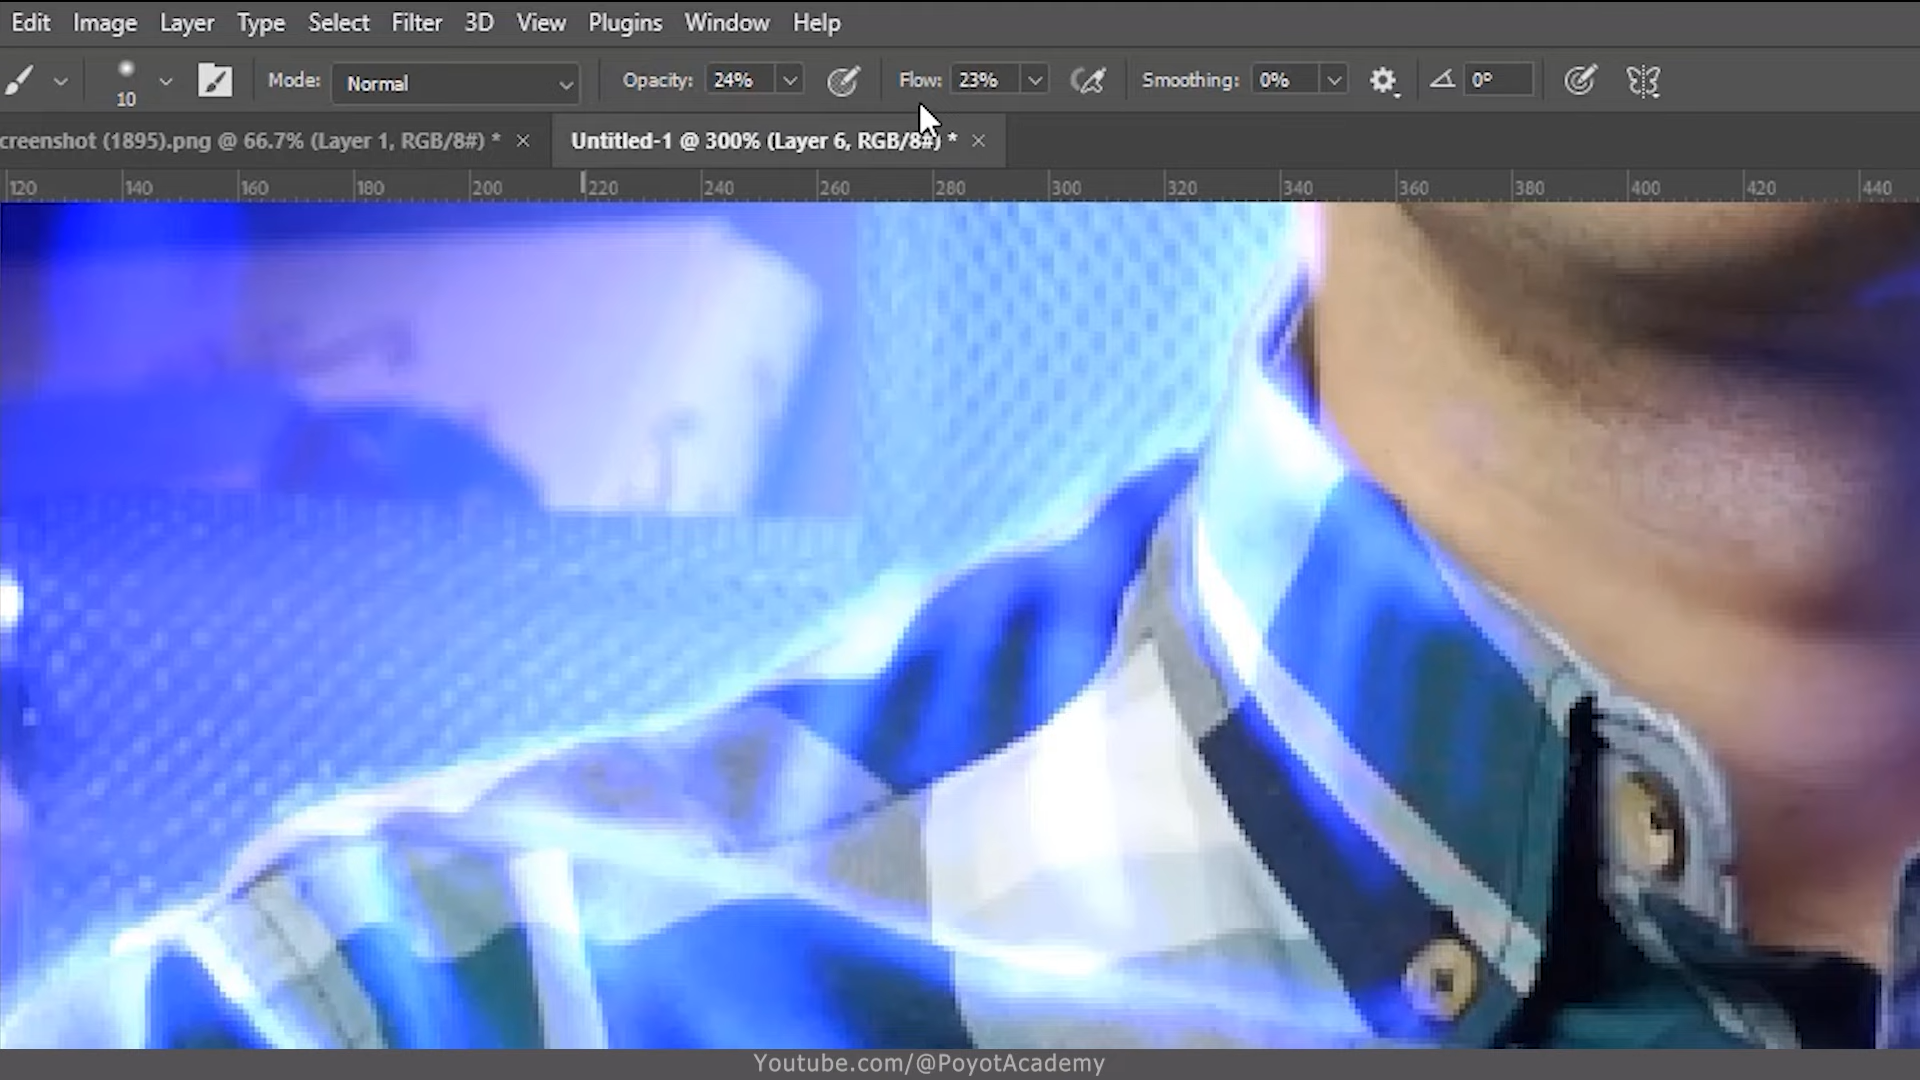 Edit Image Layer Type Select Filter 3D View Plugins Window Help
10 Mode: Normal Opacity: 24% Flow: 23% Smoothing: 0% 0°
creenshot (1895).png @ 66.7% (Layer 1, RGB/8#) * × Untitled-1 @ 300% (Layer 6, RGB/8#) * ×
120 140 160 180 200 220 240 260 280 300 320 340 360 380 400 420 440
Youtube.com/@PoyotAcademy